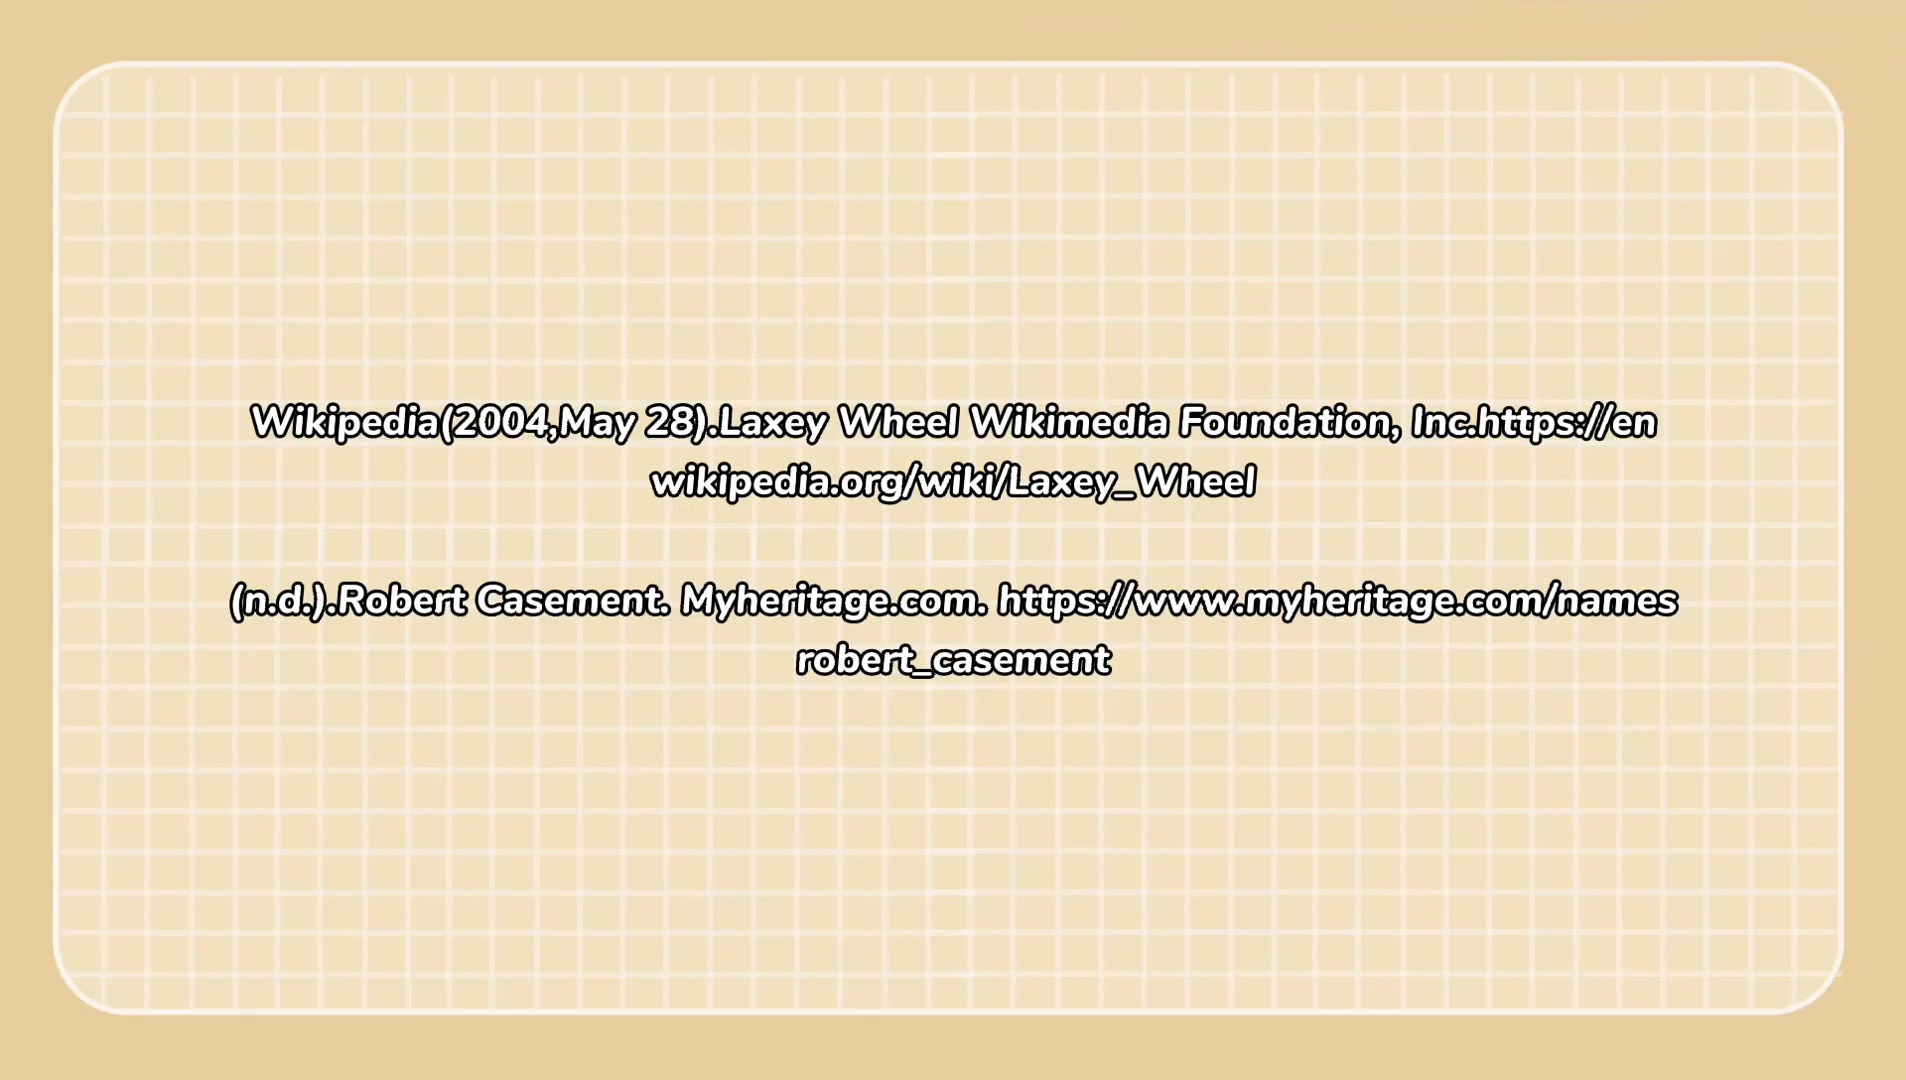 Wikipedia(2004,May 28).Laxey Wheel Wikimedia Foundation, Inc.https://en
wikipedia.org/wiki/Laxey_Wheel
(n.d.).Robert Casement. Myheritage.com. https://www.myheritage.com/names
robert_casement